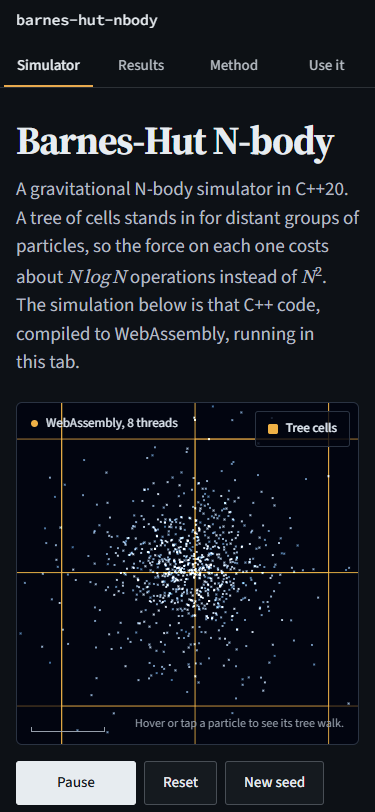 barnes-hut-nbody
Simulator Results Method Use it
Barnes-Hut N-body
A gravitational N-body simulator in C++20.
A tree of cells stands in for distant groups of
particles, so the force on each one costs
about N log N operations instead of N².
The simulation below is that C++ code,
compiled to WebAssembly, running in
this tab.
WebAssembly, 8 threads
Tree cells
Hover or tap a particle to see its tree walk.
Pause Reset New seed